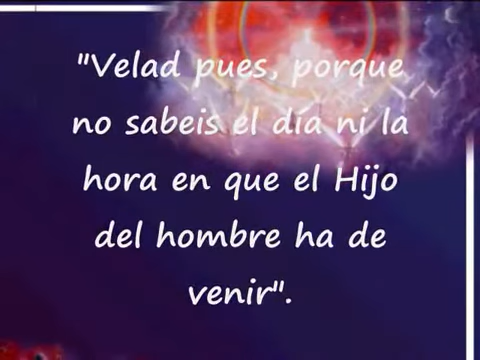 "Velad pues, porque
no sabeis el día ni la
hora en que el Hijo
del hombre ha de
venir".